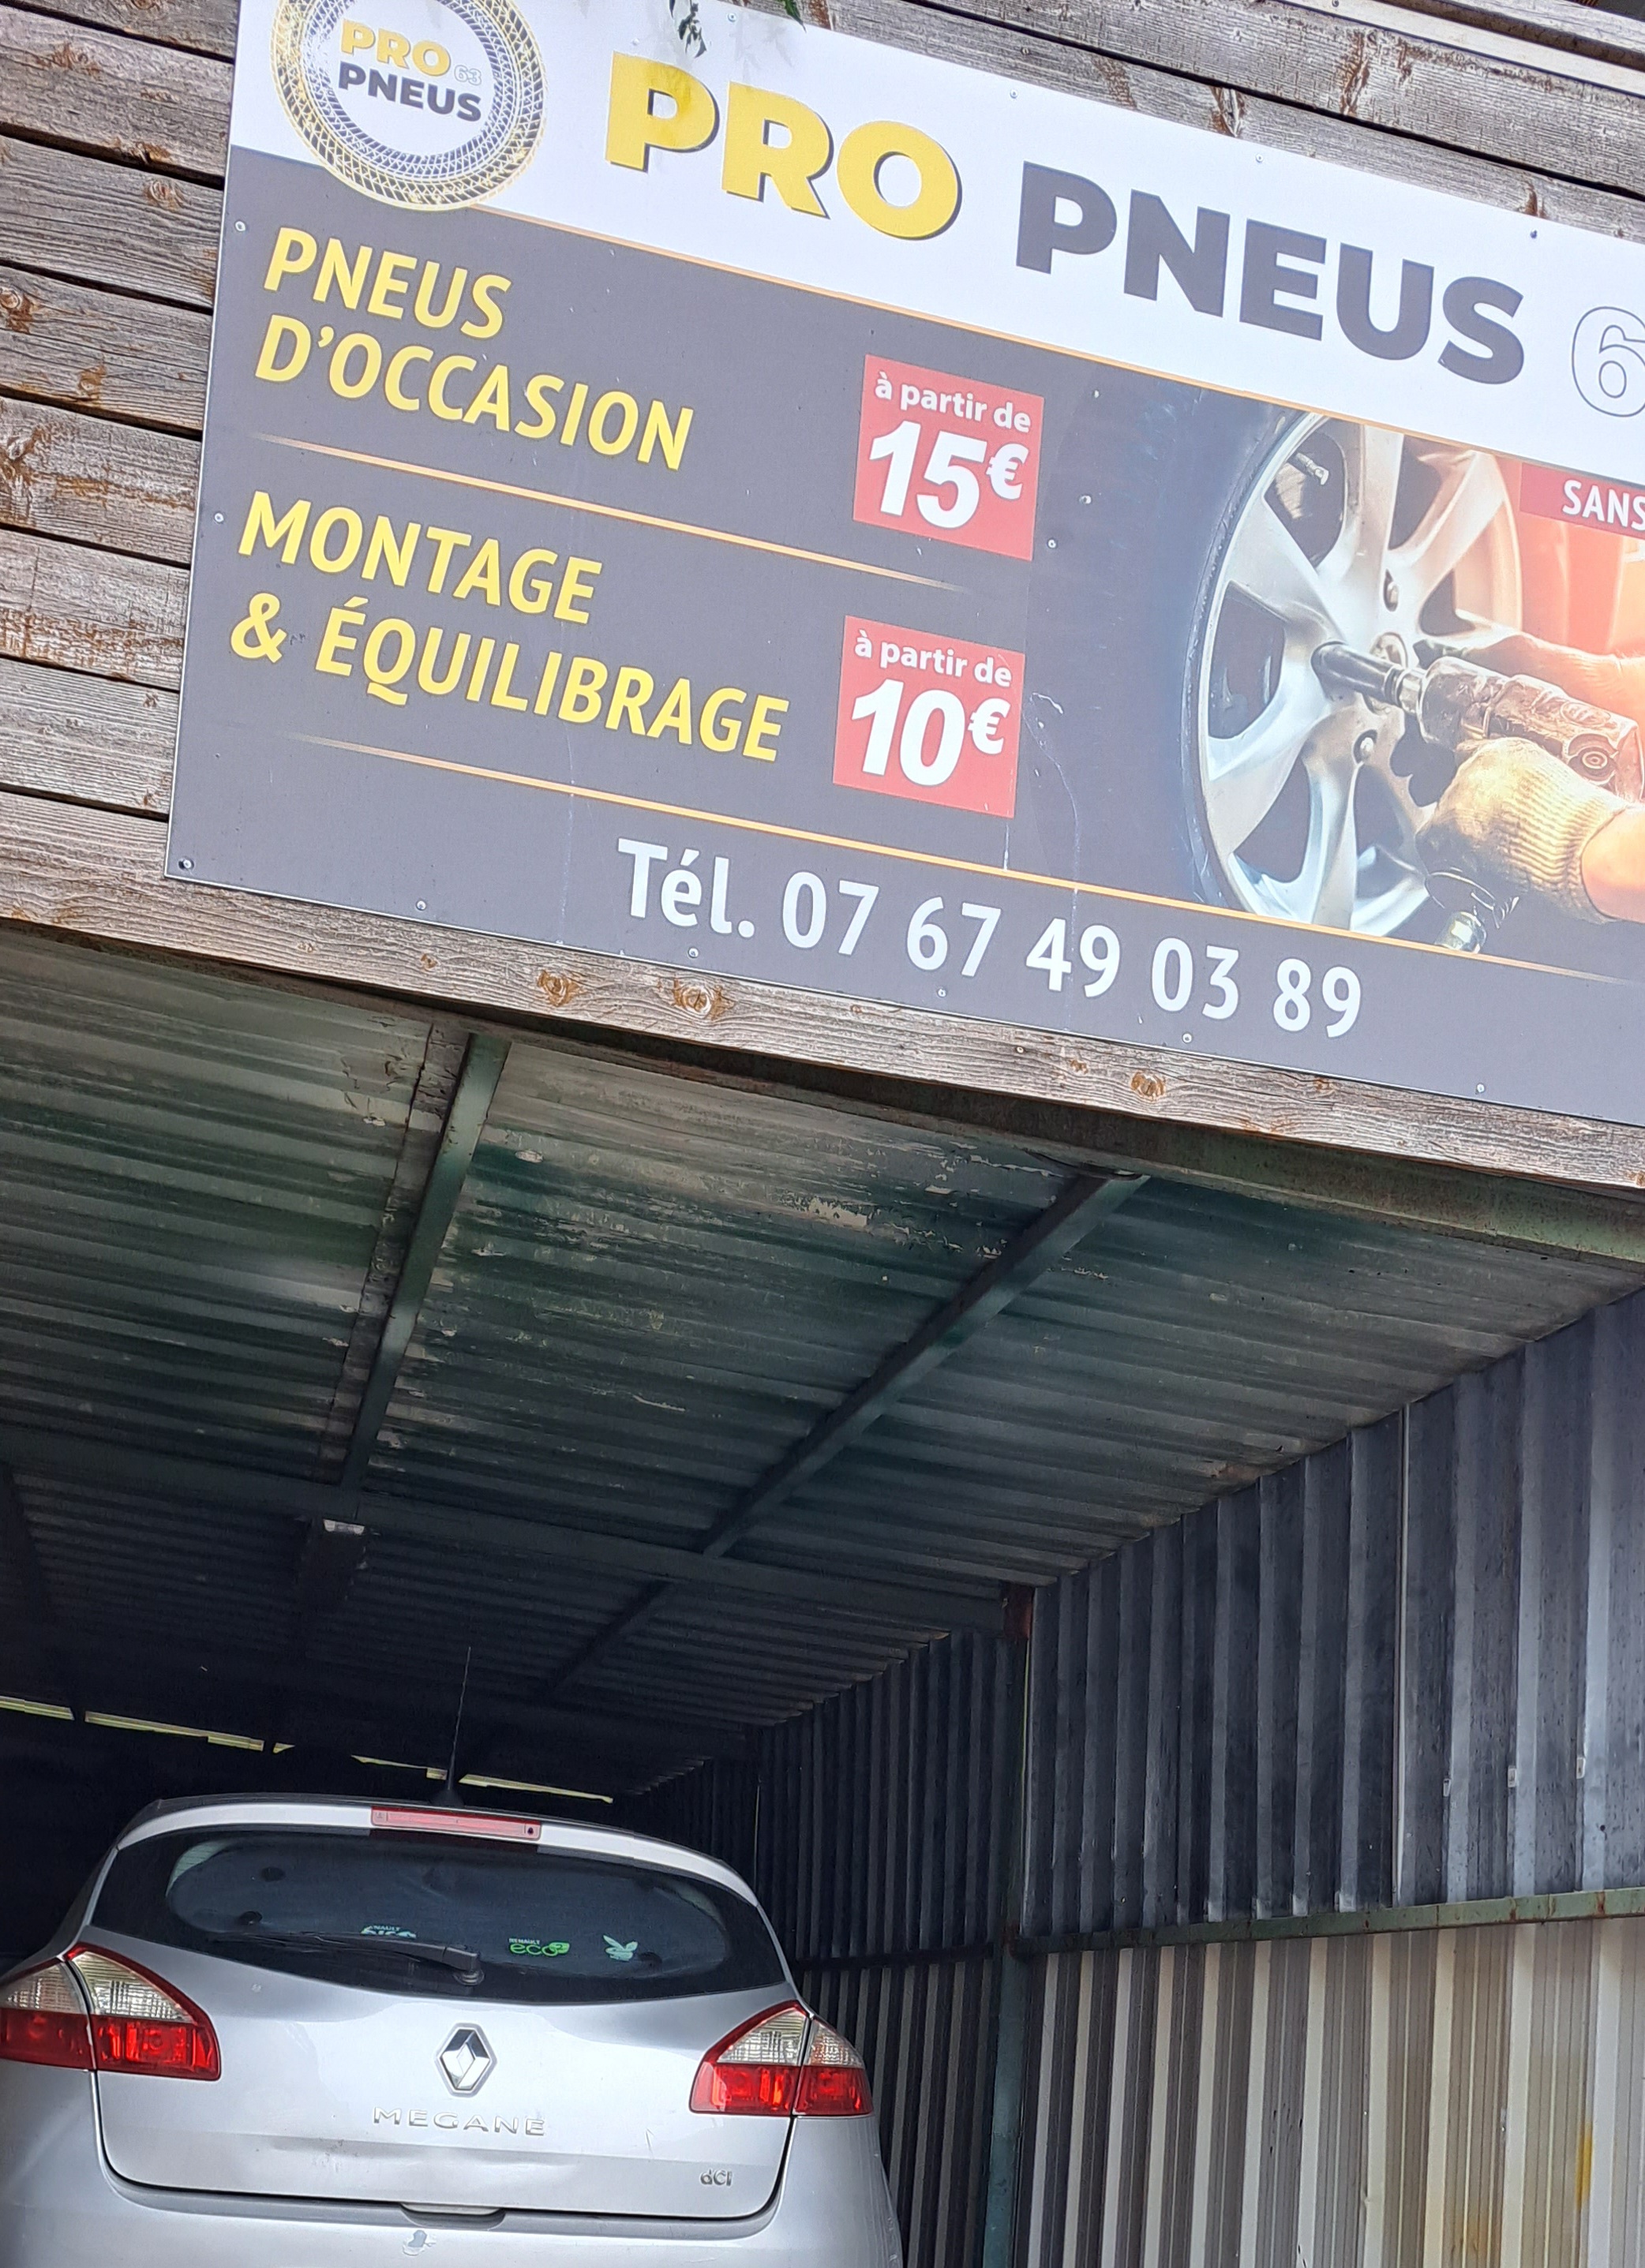 PRO 63
PNEUS
PRO PNEUS 6
PNEUS
D'OCCASION
à partir de
15€
SANS
MONTAGE
& ÉQUILIBRAGE
à partir de
10€
Tél. 07 67 49 03 89
RENAULT
eco²
MEGANE
dCi